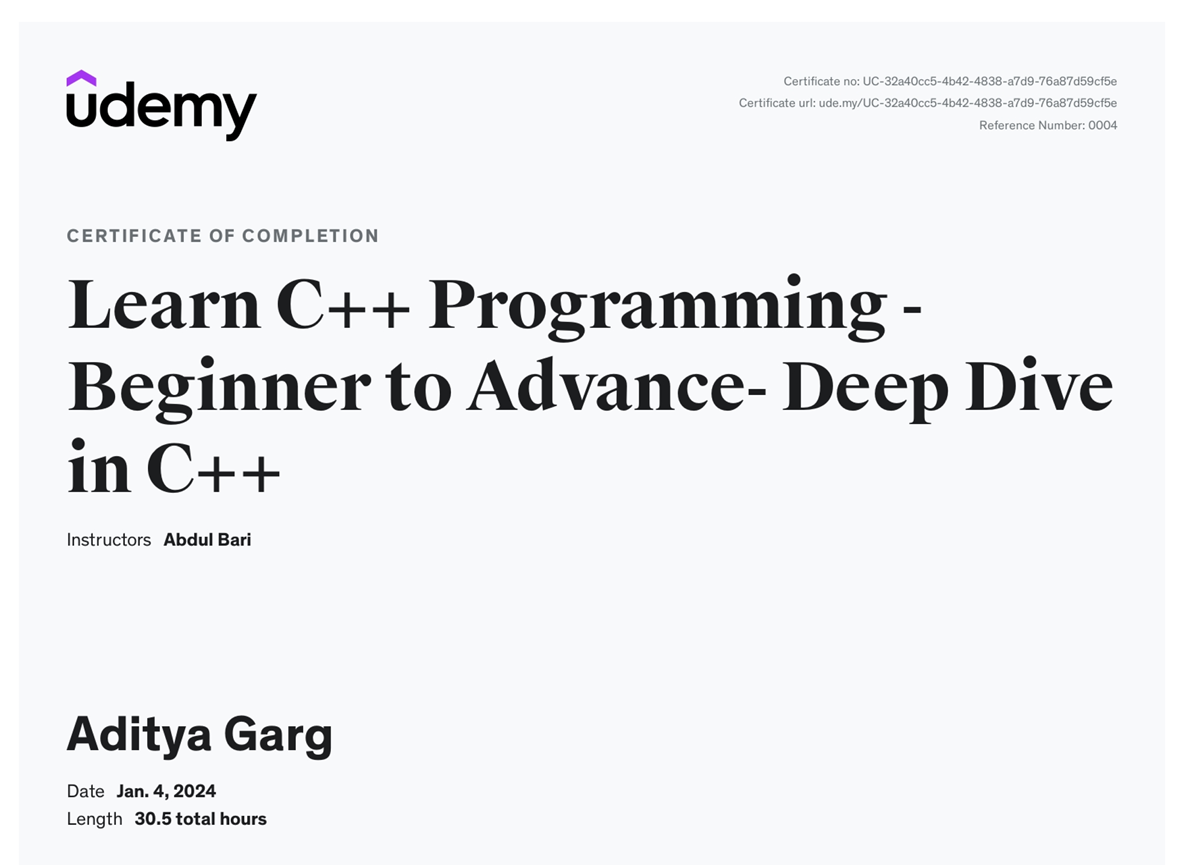 udemy
Certificate no: UC-32a40cc5-4b42-4838-a7d9-76a87d59cf5e
Certificate url: ude.my/UC-32a40cc5-4b42-4838-a7d9-76a87d59cf5e
Reference Number: 0004
CERTIFICATE OF COMPLETION
Learn C++ Programming -
Beginner to Advance- Deep Dive
in C++
Instructors Abdul Bari
Aditya Garg
Date Jan. 4, 2024
Length 30.5 total hours